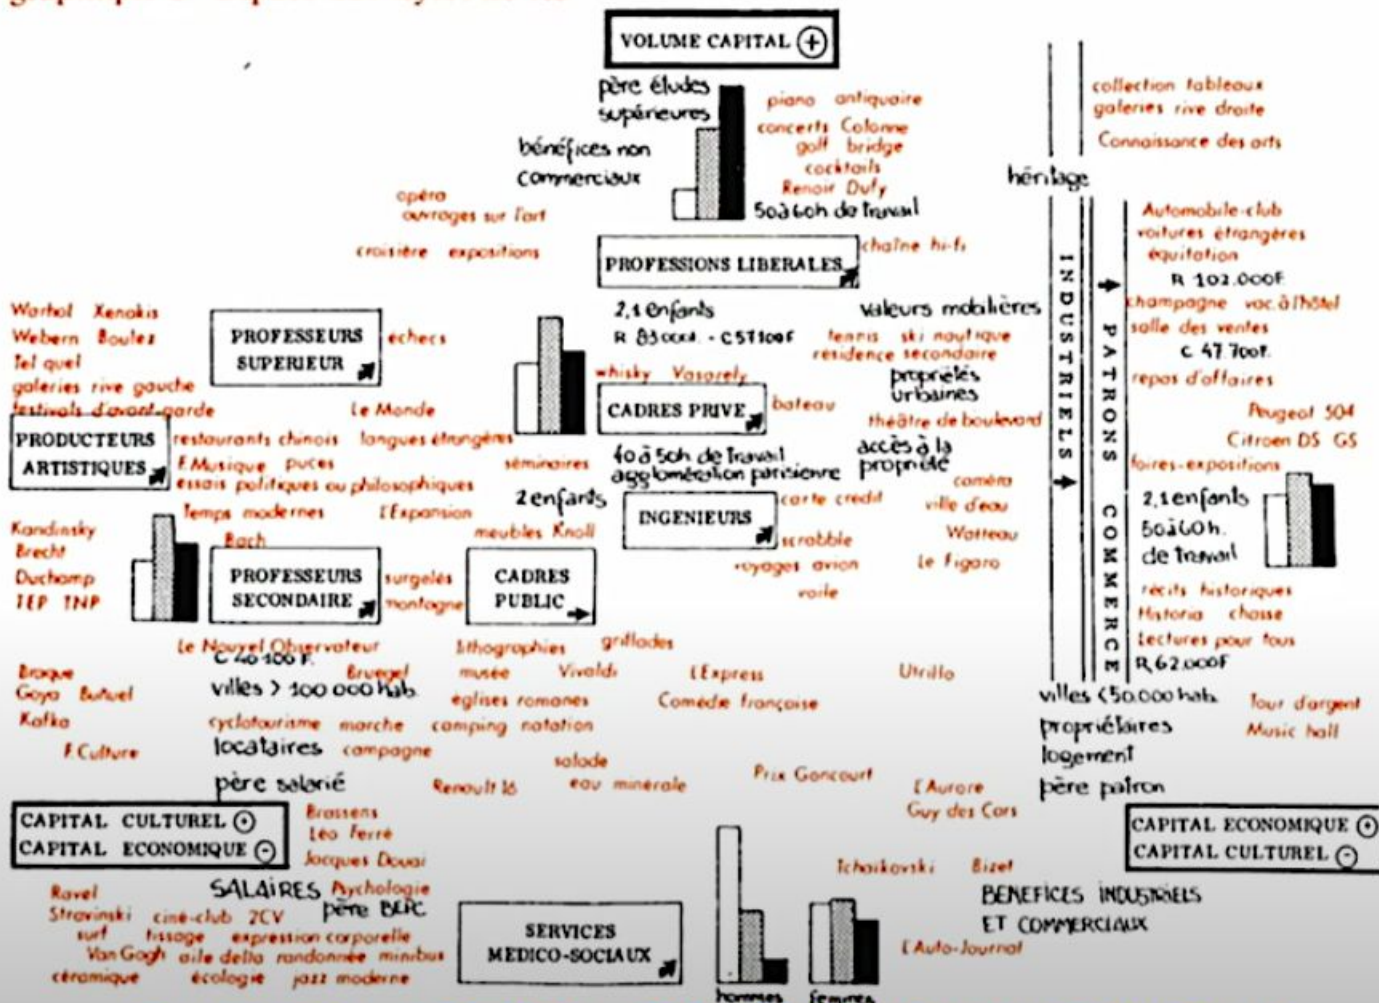 VOLUME CAPITAL +
père études
supérieures
piano antiquaire
concerts Colonne
golf bridge
cocktails
Renoir Dufy
50 à 60h de travail
bénéfices non
commerciaux
opéra
ouvrages sur l'art
croisière expositions
PROFESSIONS LIBERALES
chaîne hi-fi
collection tableaux
galeries rive droite
Connaissance des arts
héritage
INDUSTRIELS
PATRONS COMMERCE
Automobile-club
voitures étrangères
équitation
R 102.000F
champagne vac.à l'hôtel
salle des ventes
C 47.700F.
repas d'affaires
Peugeot 504
Citroen DS GS
foires-expositions
2,1 enfants
50 à 60 h.
de travail
récits historiques
Historia chasse
Lectures pour tous
R, 62.000F
Warhol Xenakis
Webern Boulez
Tel quel
galeries rive gauche
festivals d'avant-garde
PROFESSEURS
SUPERIEUR
échecs
2,1 enfants
C 57100F
valeurs mobilières
tennis ski nautique
résidence secondaire
propriétés
urbaines
whisky Vasarely
CADRES PRIVE
bateau
théâtre de boulevard
Le Monde
PRODUCTEURS
ARTISTIQUES
restaurants chinois langues étrangères
F.Musique puces
essais politiques ou philosophiques
séminaires
40 à 50h de travail
agglomération parisienne
accès à la
propriété
caméra
Temps modernes l'Expansion
2 enfants
INGENIEURS
carte credit
ville d'eau
Kandinsky
Brecht
Duchamp
TEP TNP
Bach
meubles Knoll
scrabble
Watteau
voyages avion
Le Figaro
voile
PROFESSEURS
SECONDAIRE
surgelés
montagne
CADRES
PUBLIC
Le Nouvel Observateur
C 40100 F.
lithographies
grillades
Braque
Goya Buñuel
Kafka
F.Culture
Bruegel
musée Vivaldi
L'Express
Utrillo
villes > 100 000 hab.
églises romanes
Comédie française
villes <50.000 hab.
Tour d'argent
Music hall
cyclotourisme marche camping natation
propriétaires
logement
locataires campagne
salade
père salarié
Renault 16
eau minérale
Prix Goncourt
L'Aurore
Guy des Cars
père patron
CAPITAL CULTUREL +
CAPITAL ECONOMIQUE -
Brassens
Léo Ferré
Jacques Douai
CAPITAL ECONOMIQUE +
CAPITAL CULTUREL -
Tchaïkovski Bizet
Ravel
SALAIRES
Psychologie
Stravinski ciné-club 2CV
père BEPC
surf tissage expression corporelle
Van Gogh aile delta randonnée minibus
céramique écologie jazz moderne
SERVICES
MEDICO-SOCIAUX
BENEFICES INDUSTRIELS
ET COMMERCIAUX
L'Auto-Journal
hommes femmes